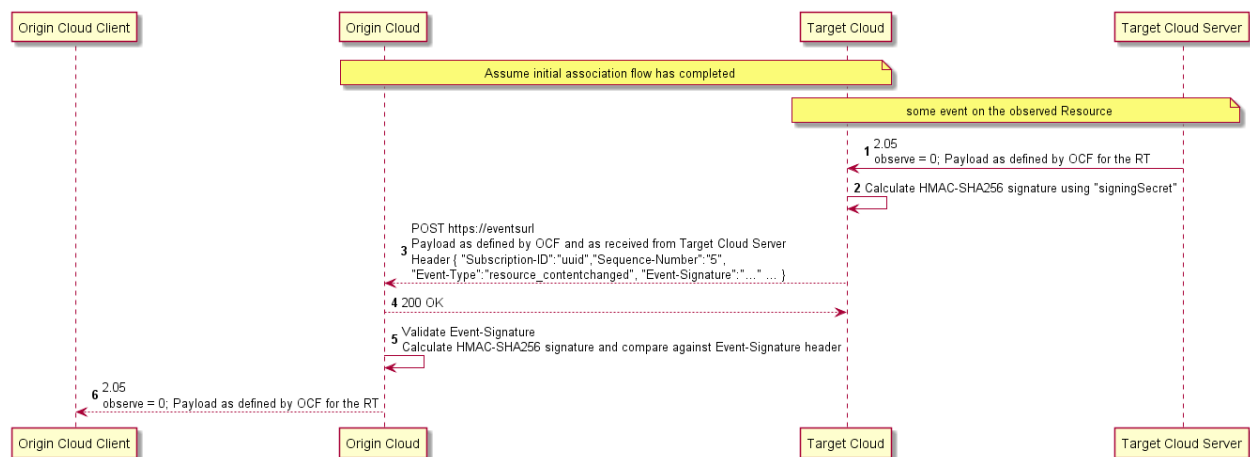 Origin Cloud Client
Origin Cloud
Target Cloud
Target Cloud Server
Assume initial association flow has completed
some event on the observed Resource
1 2.05
observe = 0; Payload as defined by OCF for the RT
2 Calculate HMAC-SHA256 signature using "signingSecret"
POST https://eventsurl
3 Payload as defined by OCF and as received from Target Cloud Server
Header { "Subscription-ID":"uuid","Sequence-Number":"5",
"Event-Type":"resource_contentchanged", "Event-Signature":"..." ... }
4 200 OK
5 Validate Event-Signature
Calculate HMAC-SHA256 signature and compare against Event-Signature header
6 2.05
observe = 0; Payload as defined by OCF for the RT
Origin Cloud Client
Origin Cloud
Target Cloud
Target Cloud Server